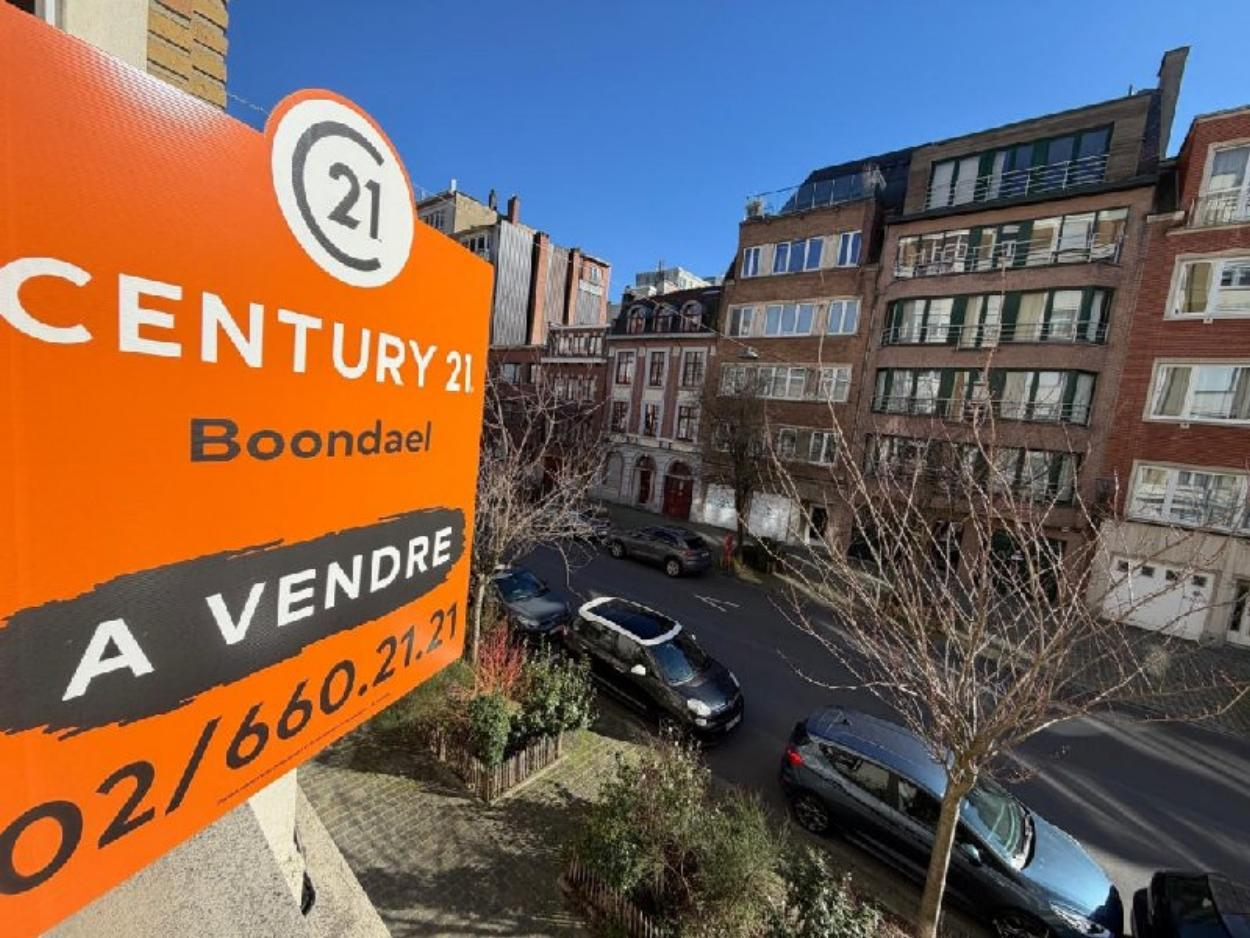 21
CENTURY 21.
Boondael
A VENDRE
02/660.21.21